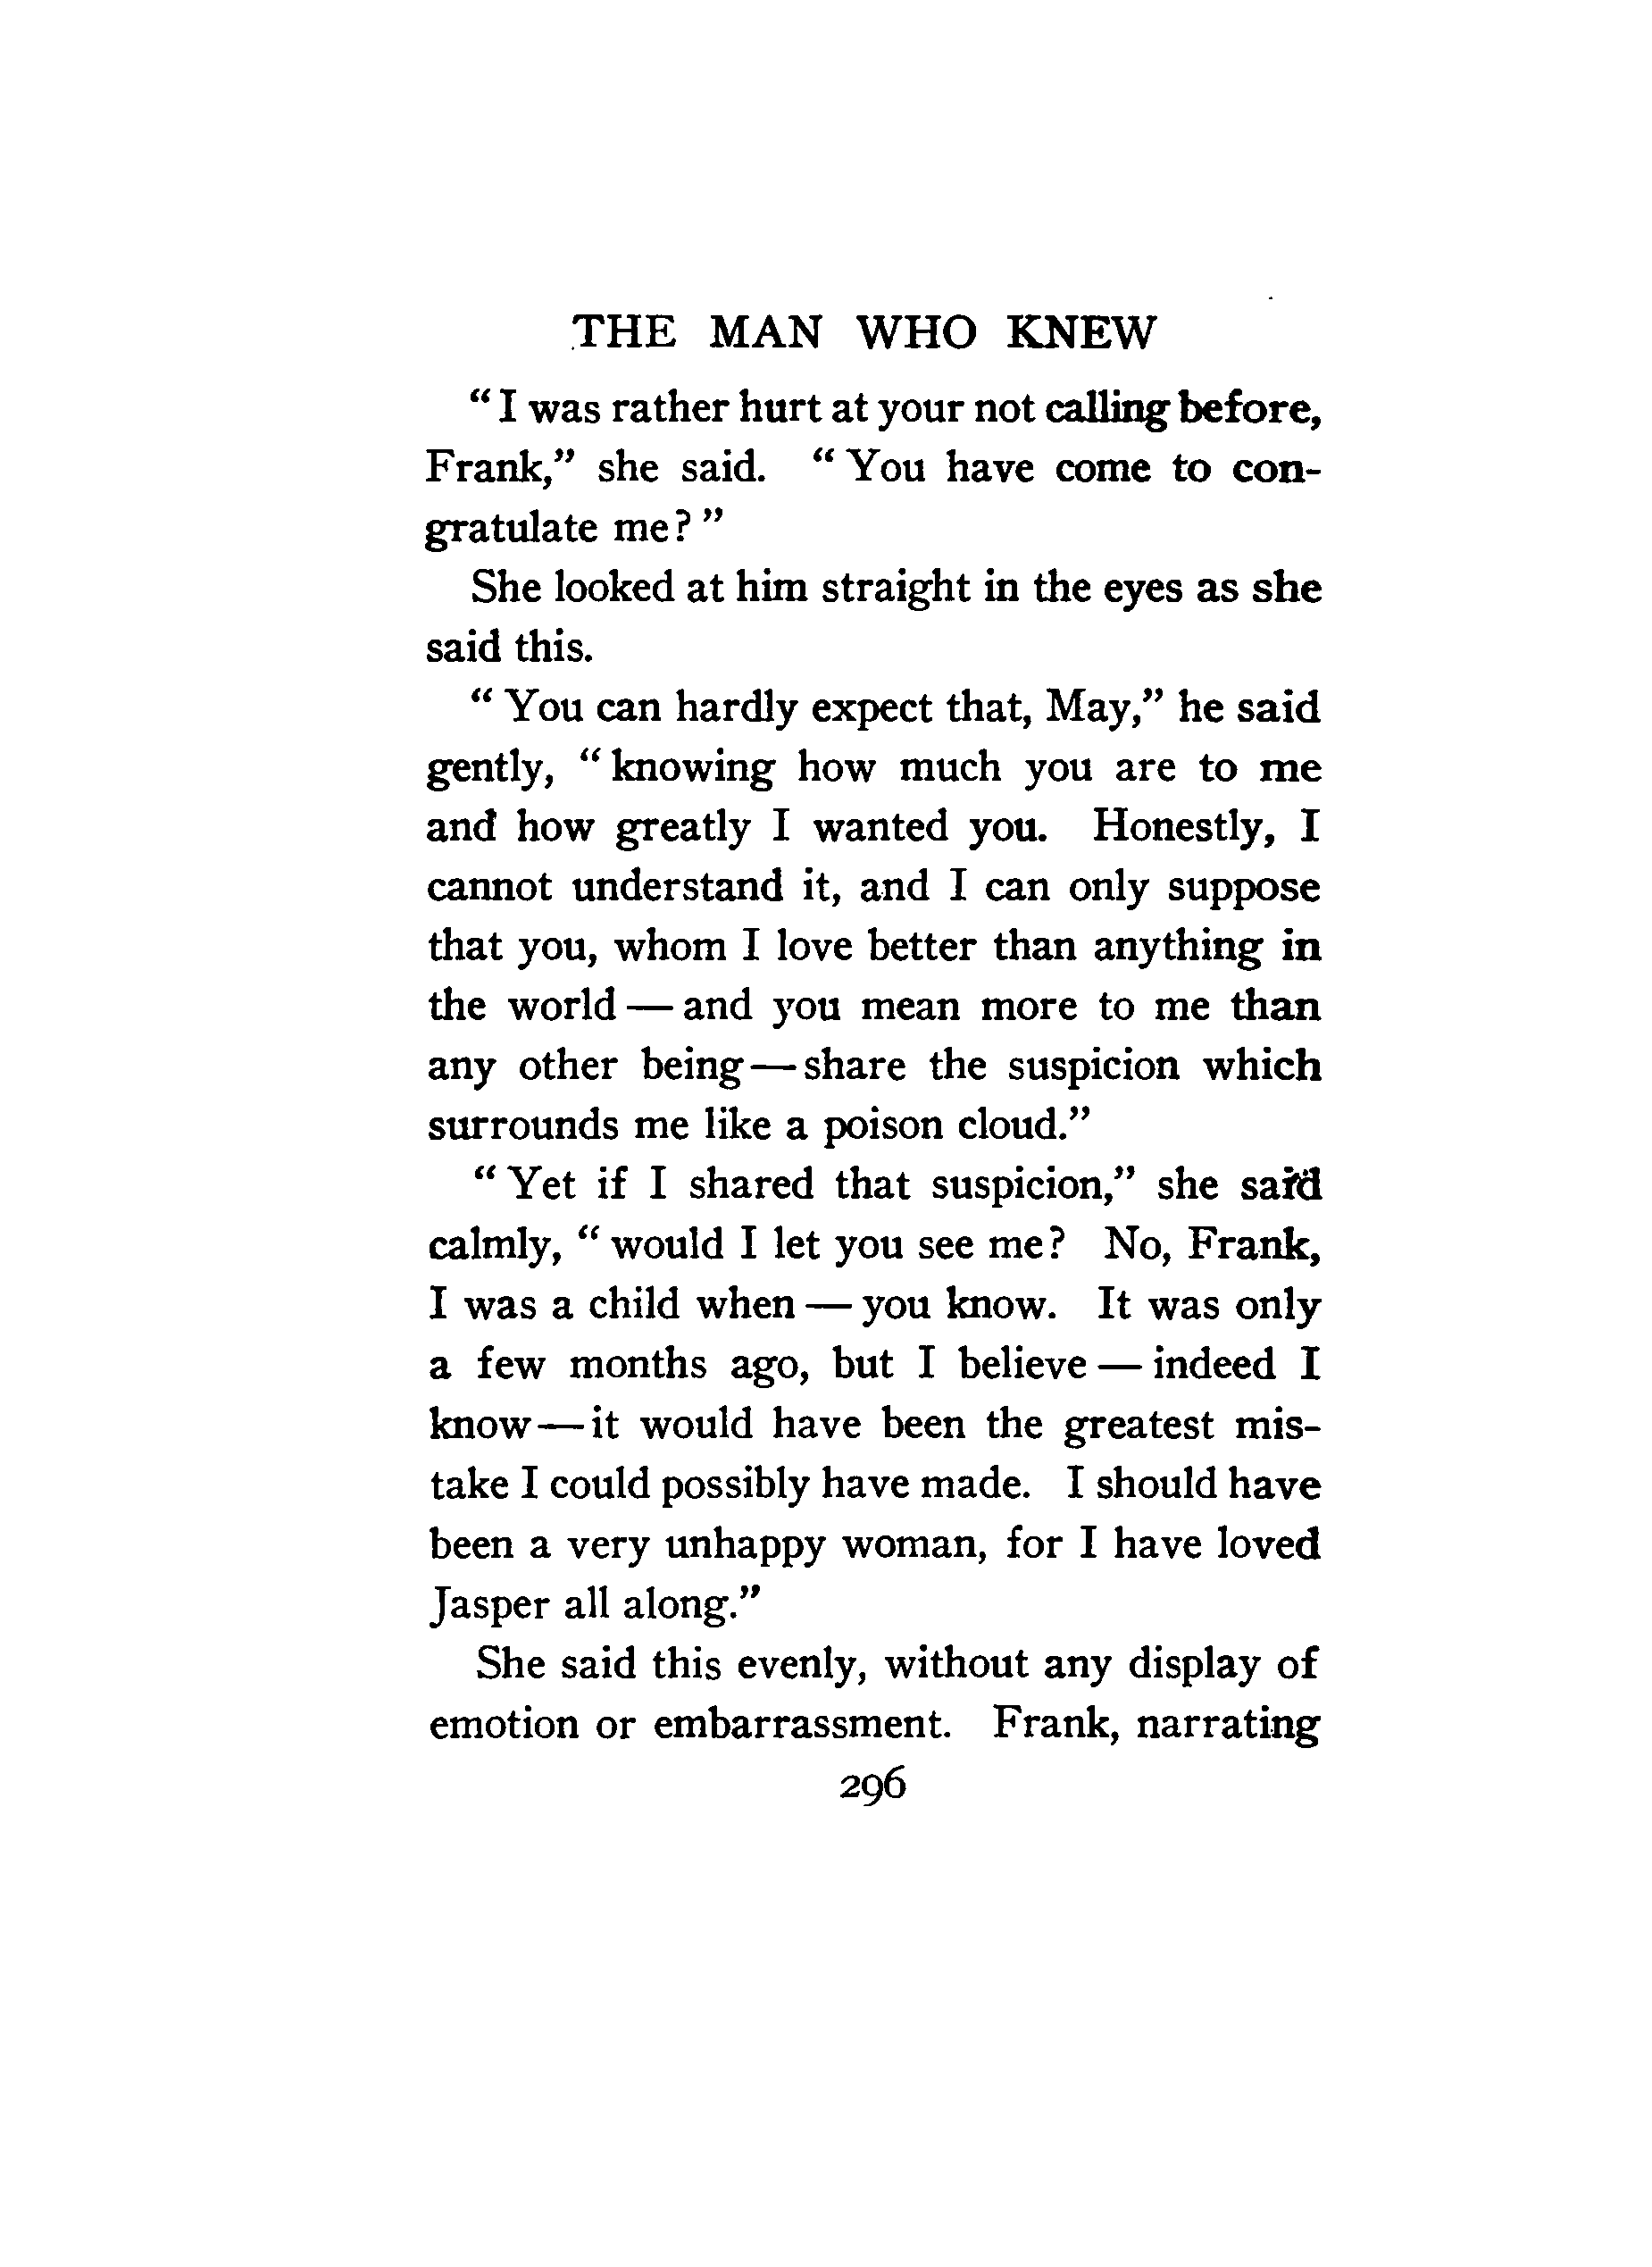 THE MAN WHO KNEW
“ I was rather hurt at your not calling before,
Frank,” she said. “ You have come to con-
gratulate me? ”
She looked at him straight in the eyes as she
said this.
“ You can hardly expect that, May,” he said
gently, “ knowing how much you are to me
and how greatly I wanted you. Honestly, I
cannot understand it, and I can only suppose
that you, whom I love better than anything in
the world — and you mean more to me than
any other being — share the suspicion which
surrounds me like a poison cloud.”
“ Yet if I shared that suspicion,” she said
calmly, “ would I let you see me? No, Frank,
I was a child when — you know. It was only
a few months ago, but I believe — indeed I
know — it would have been the greatest mis-
take I could possibly have made. I should have
been a very unhappy woman, for I have loved
Jasper all along.”
She said this evenly, without any display of
emotion or embarrassment. Frank, narrating
296